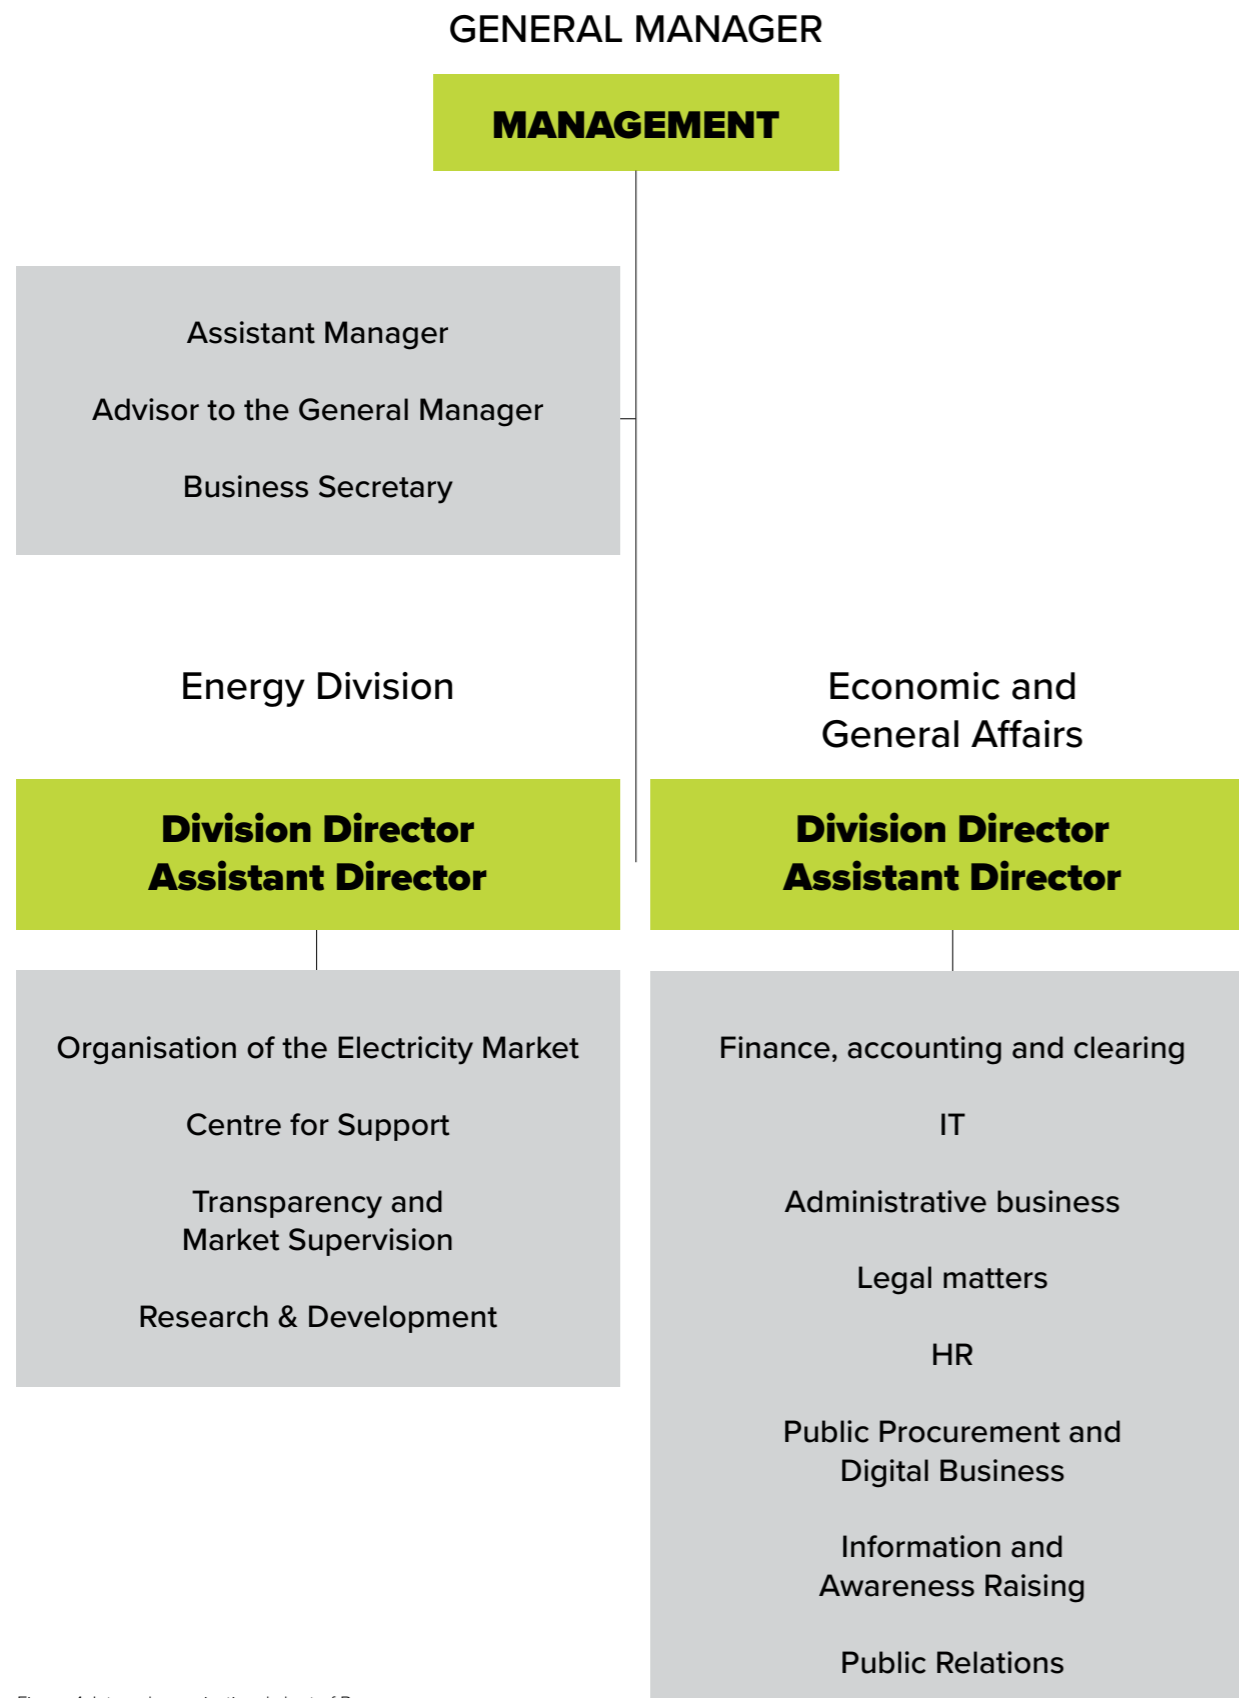 GENERAL MANAGER
MANAGEMENT
Assistant Manager
Advisor to the General Manager
Business Secretary
Energy Division
Division Director
Assistant Director
Organisation of the Electricity Market
Centre for Support
Transparency and
Market Supervision
Research & Development
Economic and
General Affairs
Division Director
Assistant Director
Finance, accounting and clearing
IT
Administrative business
Legal matters
HR
Public Procurement and
Digital Business
Information and
Awareness Raising
Public Relations